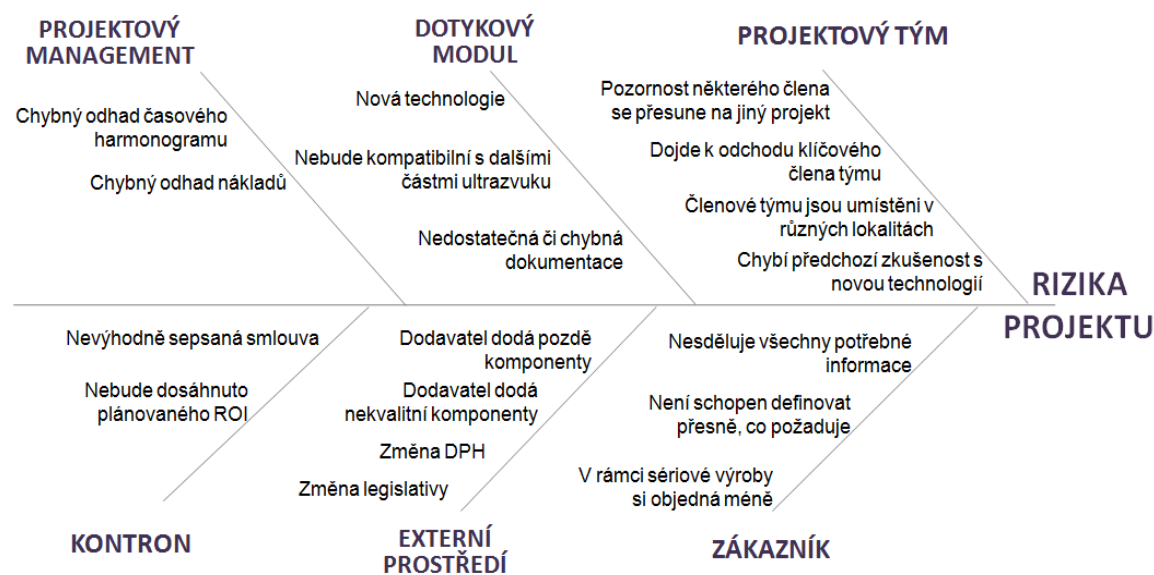 PROJEKTOVÝ
MANAGEMENT
Chybný odhad časového
harmonogramu
Chybný odhad nákladů
DOTYKOVÝ
MODUL
Nová technologie
Nebude kompatibilní s dalšími
částmi ultrazvuku
Nedostatečná či chybná
dokumentace
PROJEKTOVÝ TÝM
Pozornost některého člena
se přesune na jiný projekt
Dojde k odchodu klíčového
člena týmu
Členové týmu jsou umístěni v
různých lokalitách
Chybí předchozí zkušenost s
novou technologií
RIZIKA
PROJEKTU
Nevýhodně sepsaná smlouva
Nebude dosáhnuto
plánovaného ROI
KONTRON
Dodavatel dodá pozdě
komponenty
Dodavatel dodá
nekvalitní komponenty
Změna DPH
Změna legislativy
EXTERNÍ
PROSTŘEDÍ
Nesděluje všechny potřebné
informace
Není schopen definovat
přesně, co požaduje
V rámci sériové výroby
si objedná méně
ZÁKAZNÍK